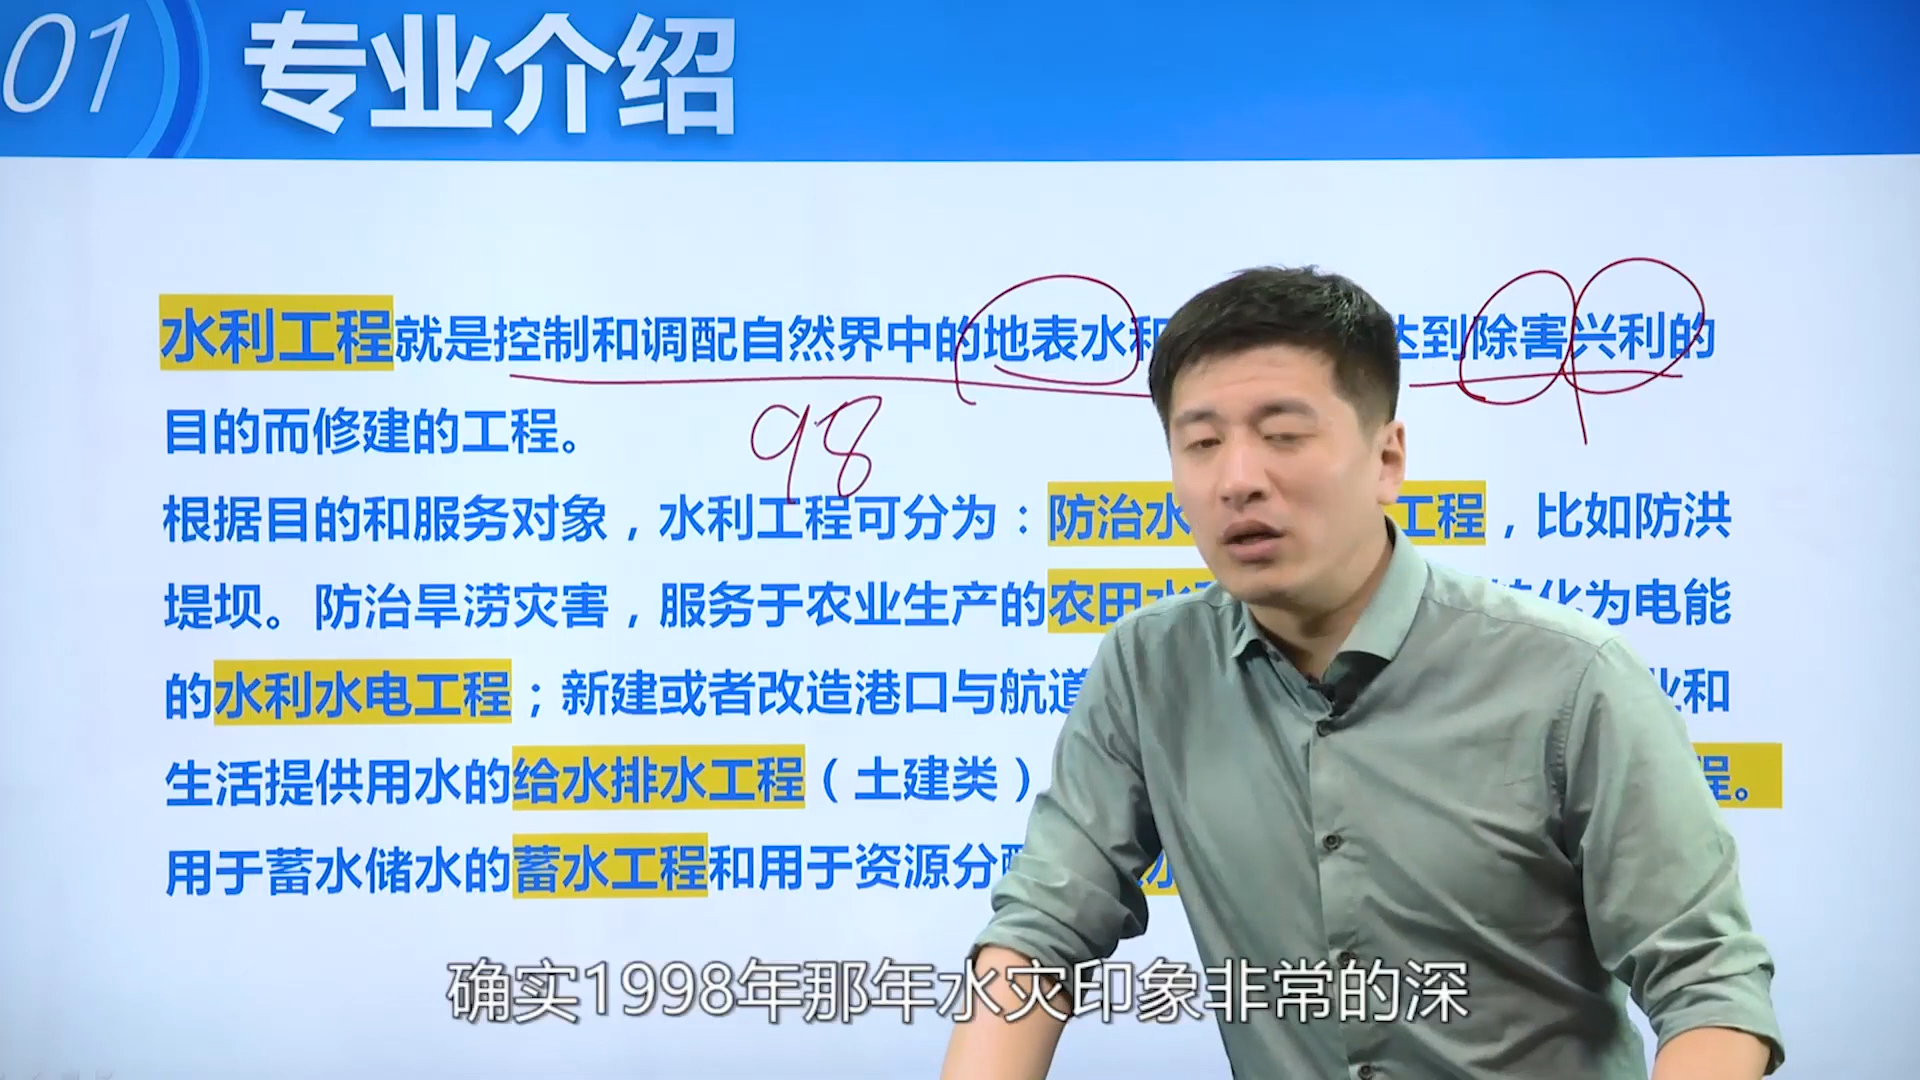 01 专业介绍
水利工程就是控制和调配自然界中的地表水和 达到除害兴利的
目的而修建的工程。
98
根据目的和服务对象，水利工程可分为：防治水 工程，比如防洪
堤坝。防治旱涝灾害，服务于农业生产的农田水 化为电能
的水利水电工程；新建或者改造港口与航道 业和
生活提供用水的给水排水工程（土建类） 程。
用于蓄水储水的蓄水工程和用于资源分配 水
确实1998年那年水灾印象非常的深